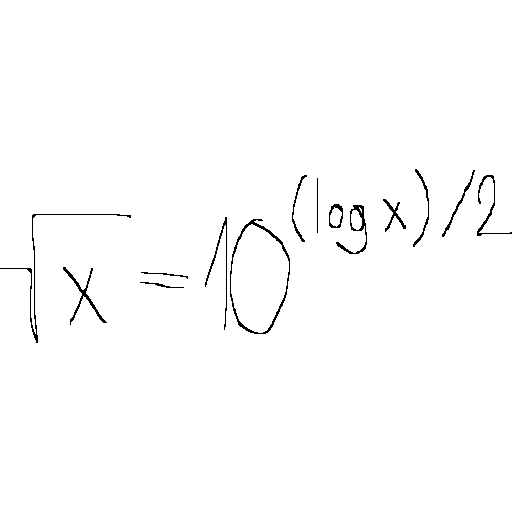 √x = 10^((log x)/2)